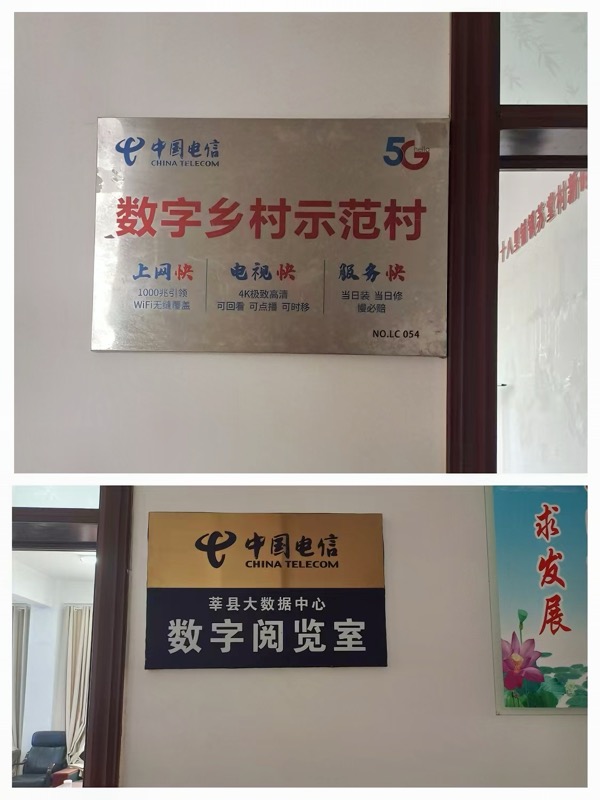 中国电信
CHINA TELECOM
5G
数字乡村示范村
上网快
1000兆引领
WiFi无缝覆盖
电视快
4K极致高清
可回看 可点播 可时移
服务快
当日装 当日修
慢必赔
NO.LC 054
中国电信
CHINA TELECOM
莘县大数据中心
数字阅览室
求发展